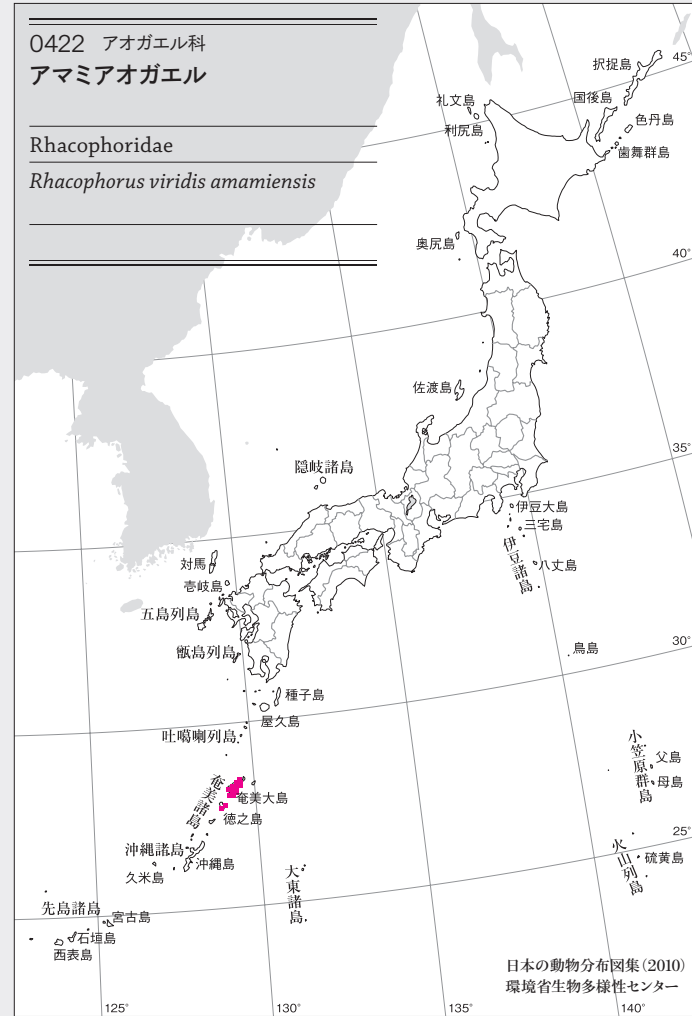 0422 アオガエル科
アマミアオガエル
Rhacophoridae
Rhacophorus viridis amamiensis
45°
択捉島
国後島
礼文島
色丹島
利尻島
歯舞群島
奥尻島
40°
佐渡島
35°
隠岐諸島
伊豆大島
三宅島
伊豆諸島
八丈島
対馬
壱岐島
五島列島
甑島列島
30°
鳥島
種子島
屋久島
吐噶喇列島
小笠原群島
父島
母島
奄美諸島
奄美大島
徳之島
25°
沖縄諸島
沖縄島
久米島
火山列島
硫黄島
大東諸島
先島諸島
宮古島
石垣島
西表島
日本の動物分布図集(2010)
環境省生物多様性センター
125°
130°
135°
140°